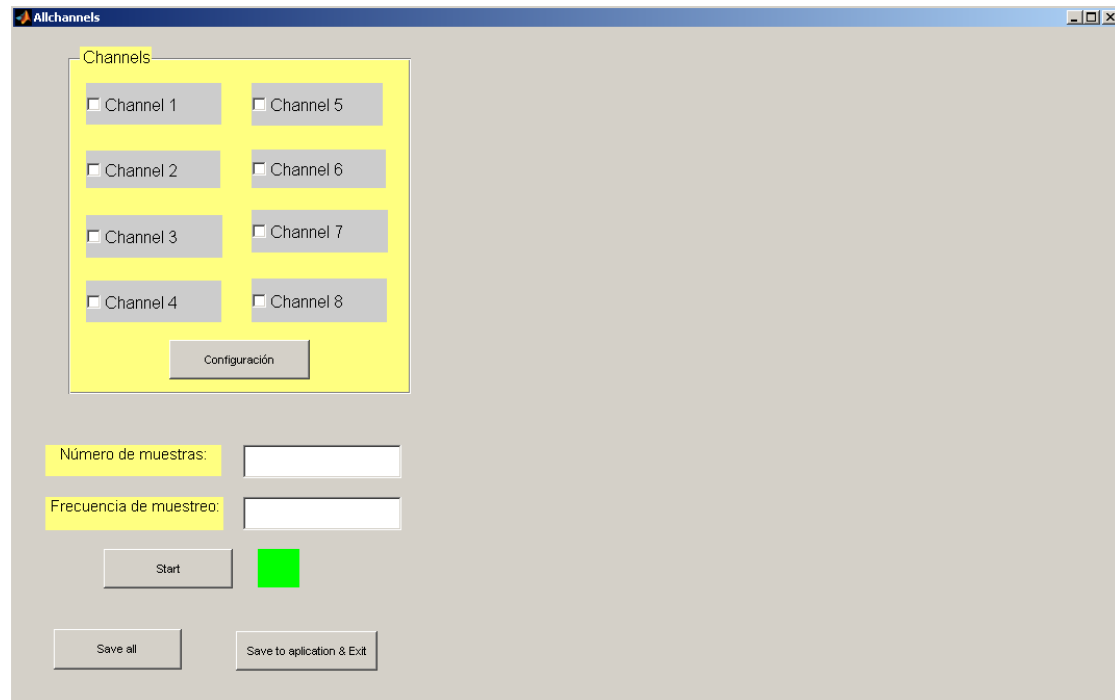 Allchannels
Channels
Channel 1
Channel 5
Channel 2
Channel 6
Channel 3
Channel 7
Channel 4
Channel 8
Configuración
Número de muestras:
Frecuencia de muestreo:
Start
Save all
Save to aplication & Exit